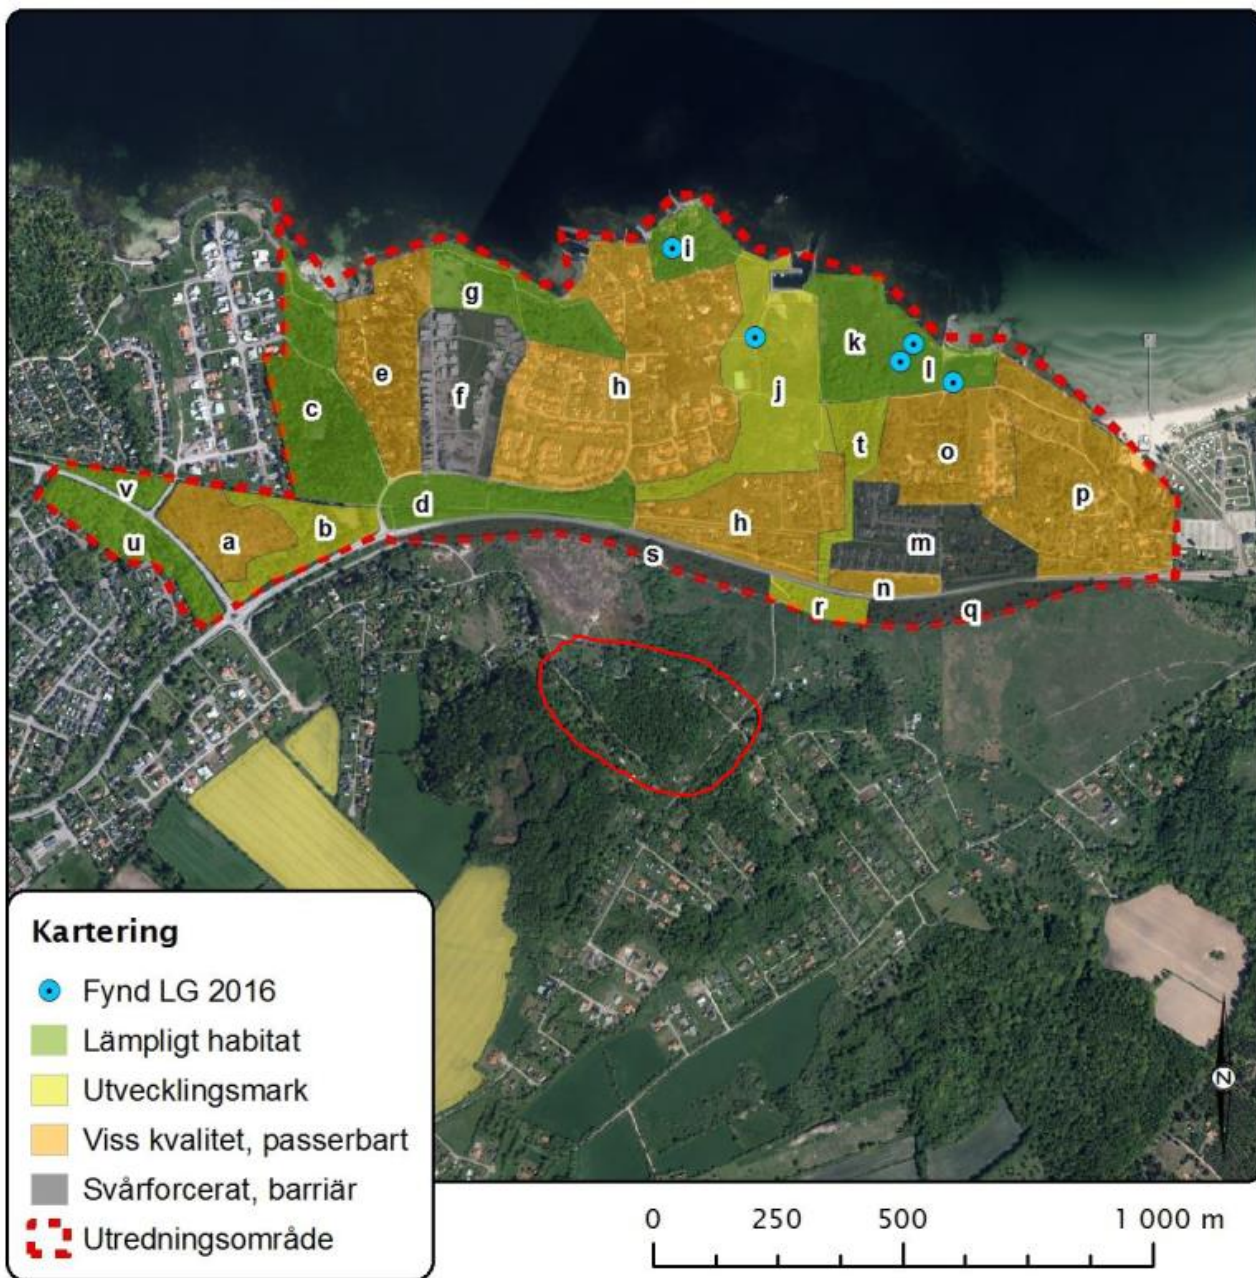 i
g
k
l
e
j
h
f
c
t
o
p
v
d
b
h
u
a
m
s
n
r
q
Kartering
Fynd LG 2016
Lämpligt habitat
Utvecklingsmark
Viss kvalitet, passerbart
Svårforcerat, barriär
Utredningsområde
N
0 250 500 1 000 m